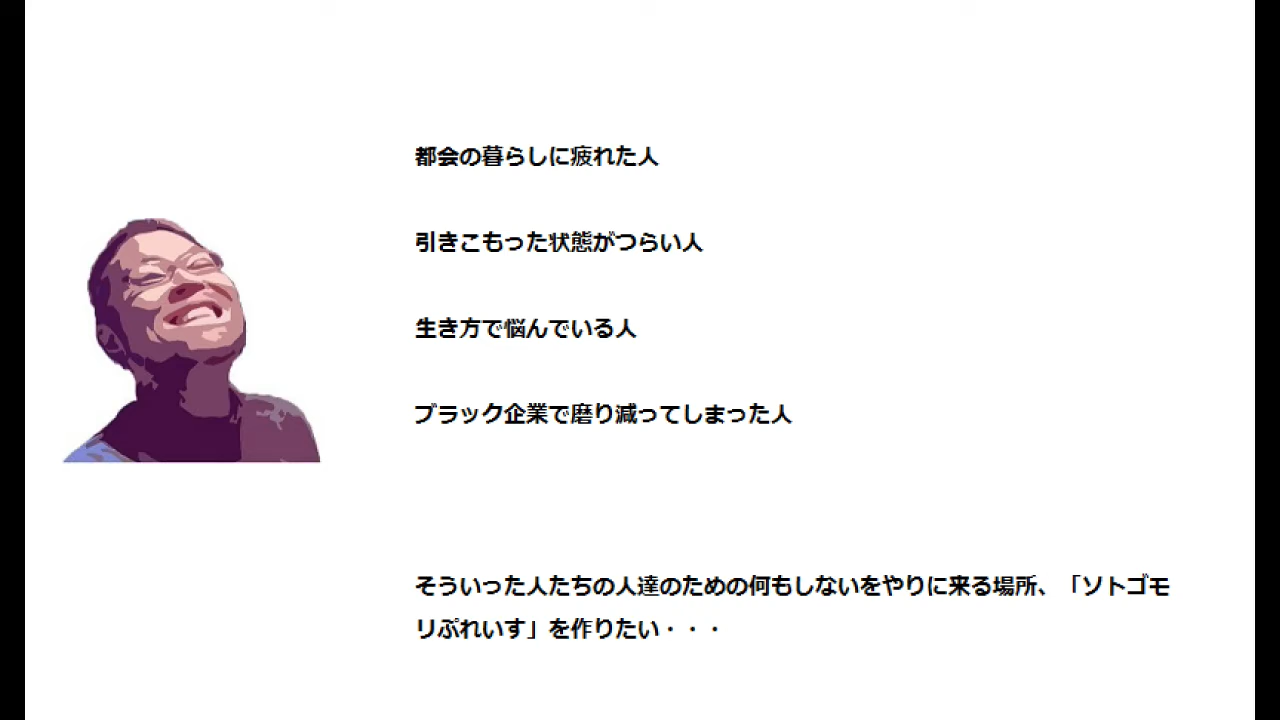 都会の暮らしに疲れた人
引きこもった状態がつらい人
生き方で悩んでいる人
ブラック企業で磨り減ってしまった人
そういった人たちの人達のための何もしないをやりに来る場所、「ソトゴモ
リぷれいす」を作りたい・・・